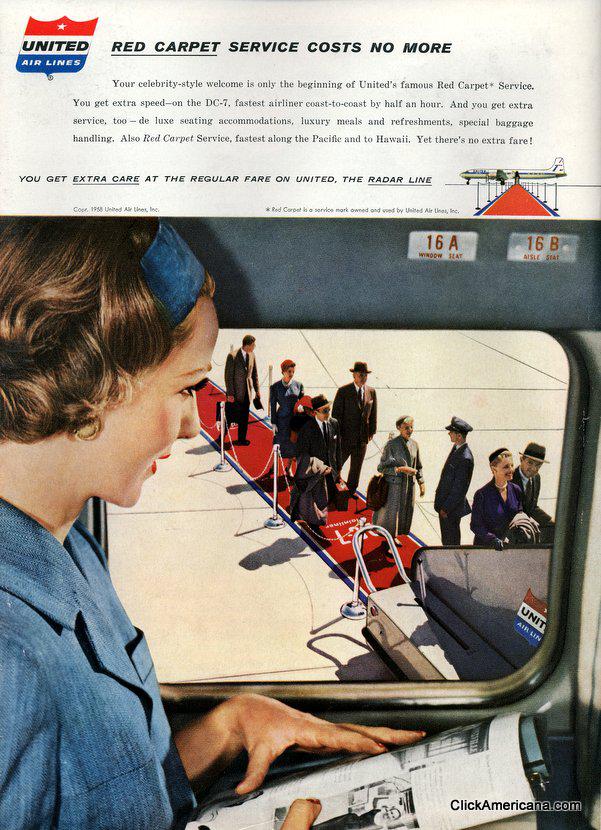 UNITED
AIR LINES
®
RED CARPET SERVICE COSTS NO MORE
Your celebrity-style welcome is only the beginning of United's famous Red Carpet* Service.
You get extra speed—on the DC-7, fastest airliner coast-to-coast by half an hour. And you get extra
service, too — de luxe seating accommodations, luxury meals and refreshments, special baggage
handling. Also Red Carpet Service, fastest along the Pacific and to Hawaii. Yet there's no extra fare!
YOU GET EXTRA CARE AT THE REGULAR FARE ON UNITED, THE RADAR LINE
Copr. 1958 United Air Lines, Inc.
* Red Carpet is a service mark owned and used by United Air Lines, Inc.
16 A
WINDOW SEAT
16 B
AISLE SEAT
UNIT
AIR LIN
ClickAmericana.com